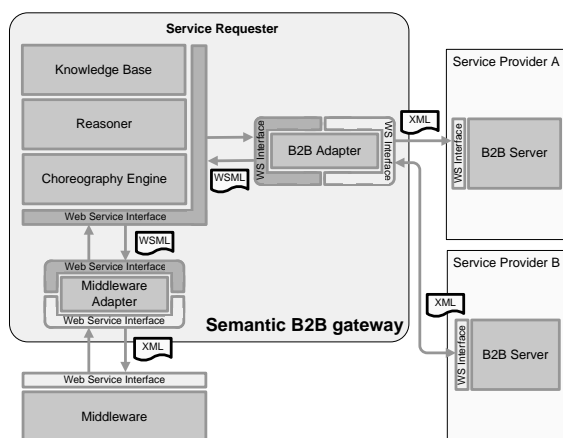 Service Requester
Knowledge Base
Reasoner
Choreography Engine
Web Service Interface
WSML
Web Service Interface
Middleware
Adapter
Web Service Interface
XML
Web Service Interface
Middleware
WS Interface
B2B Adapter
WS Interface
WSML
XML
Semantic B2B gateway
Service Provider A
WS Interface
B2B Server
Service Provider B
XML
WS Interface
B2B Server